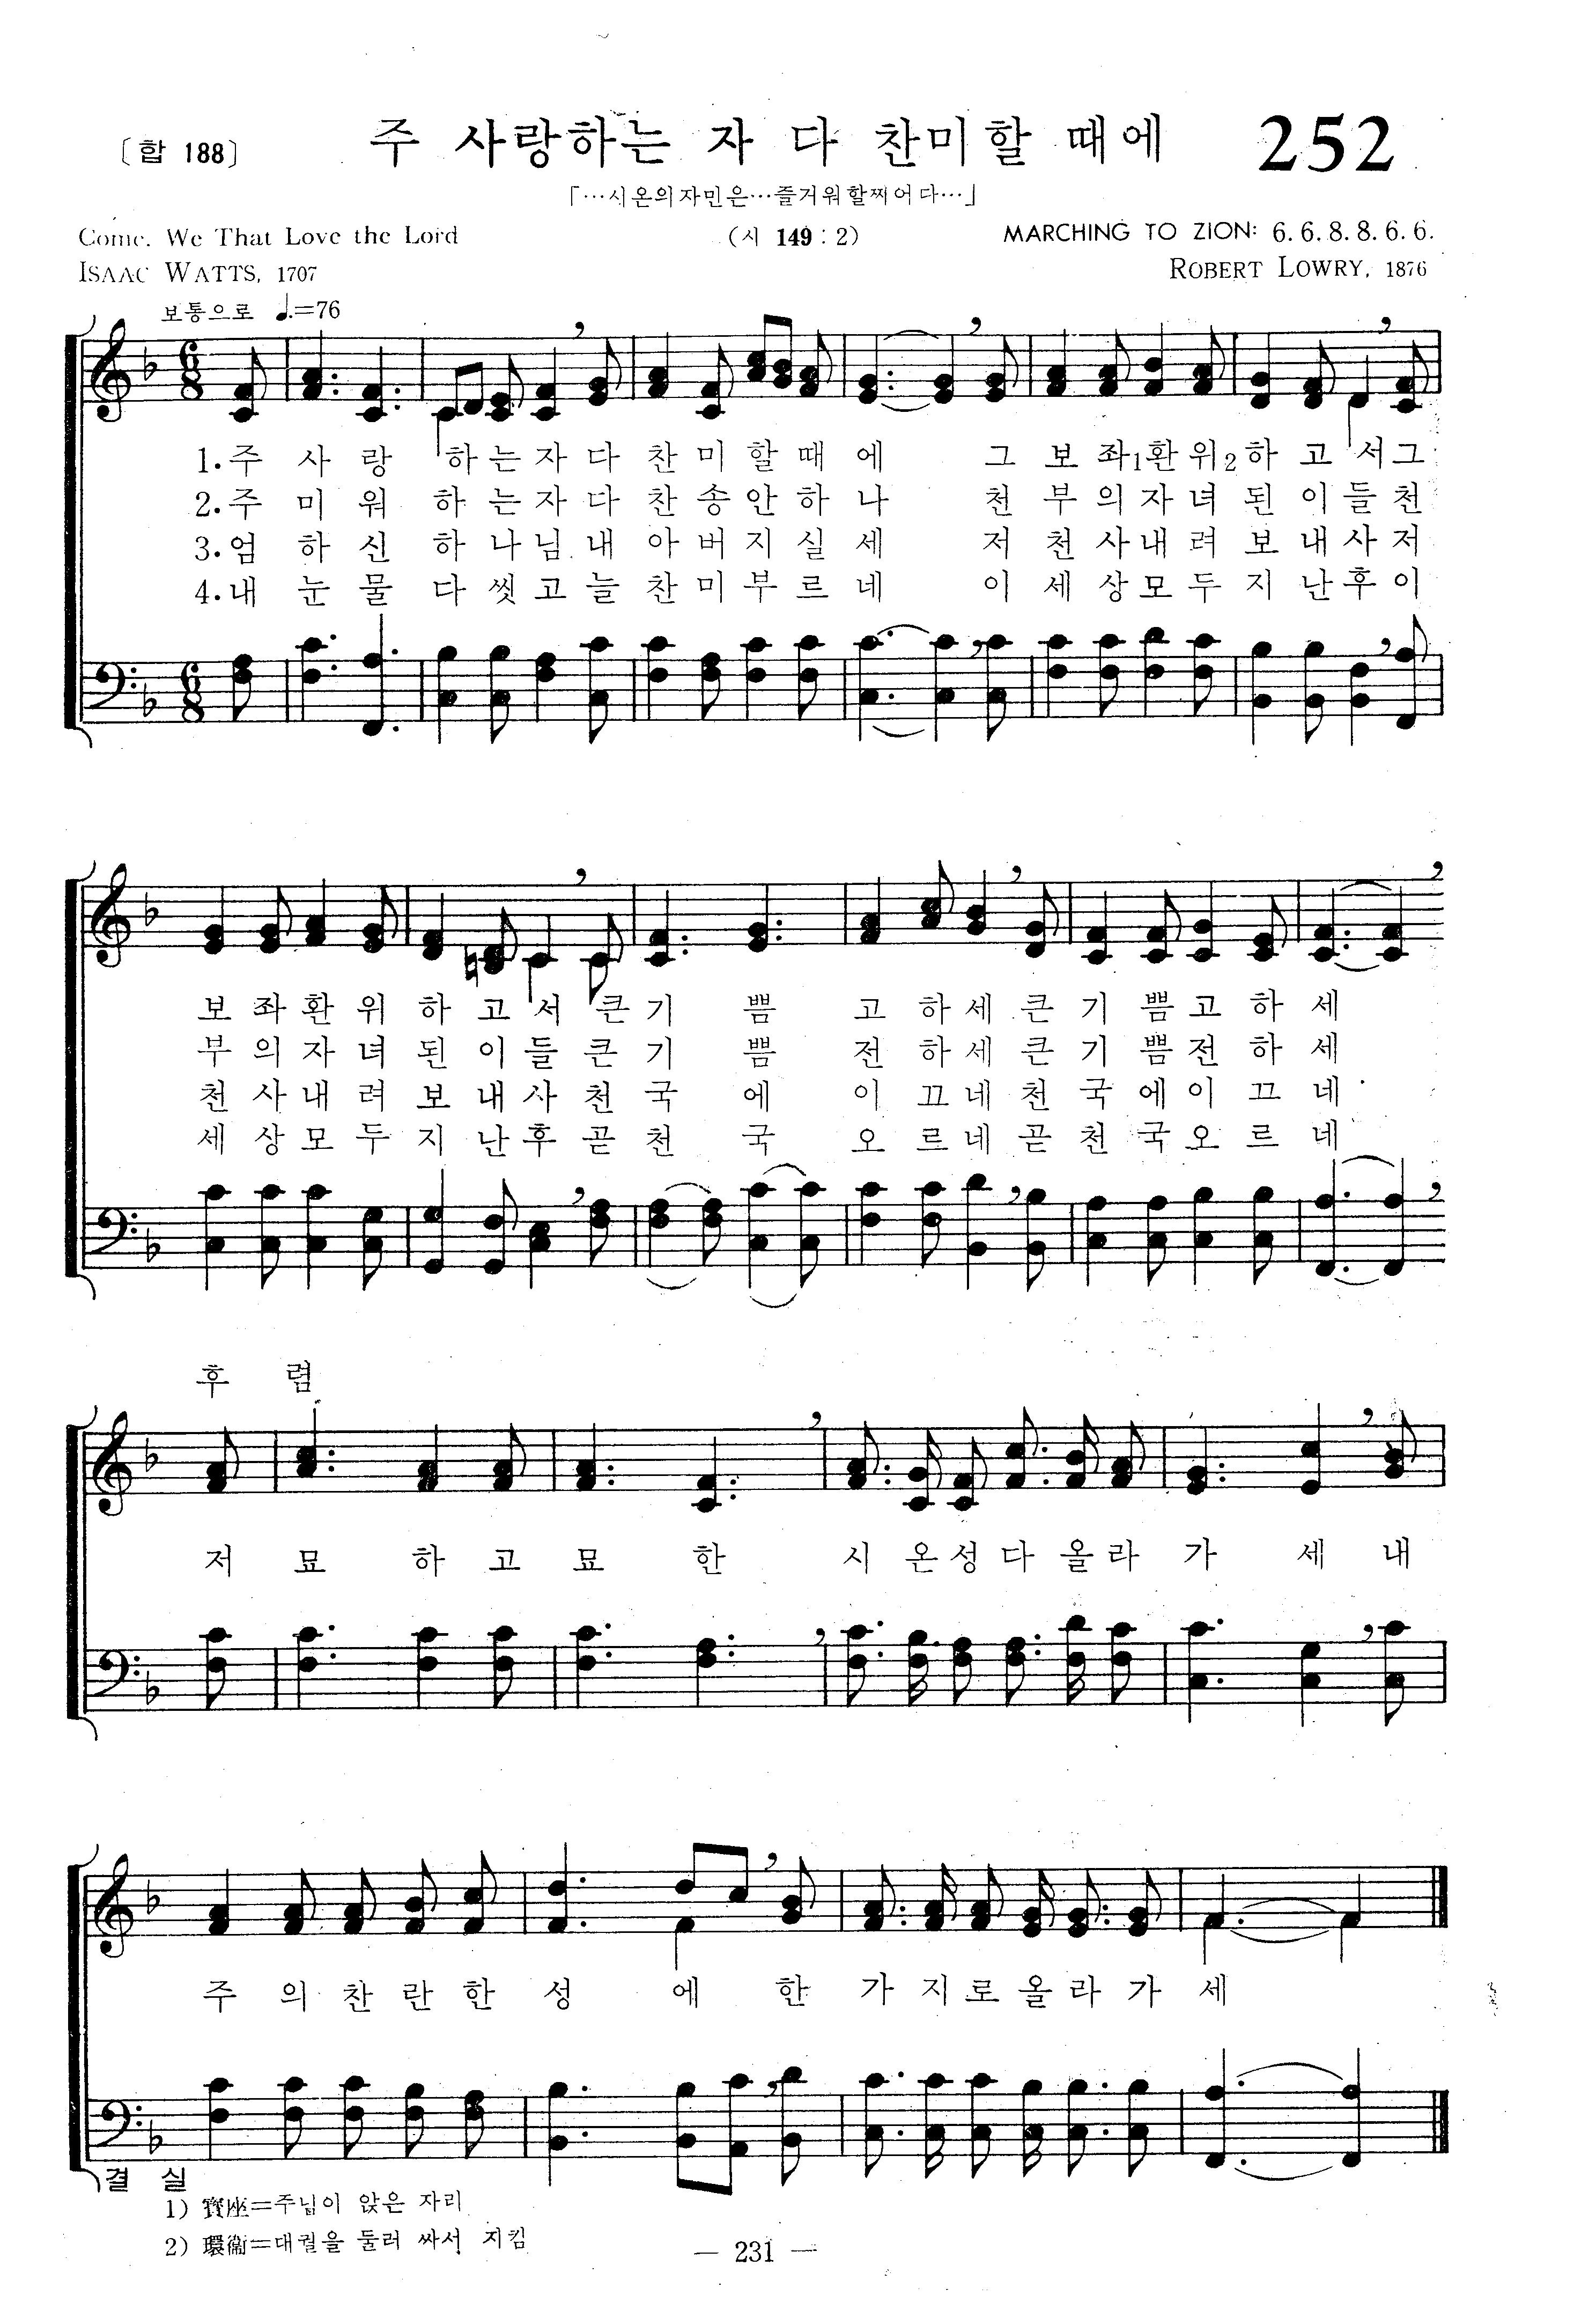 〔합 188〕 주 사랑하는 자 다 찬미할 때에 252
「…시온의자민은…즐거워할찌어다…」
Come, We That Love the Lord (시 149 : 2) MARCHING TO ZION: 6. 6. 8. 8. 6. 6.
ISAAC WATTS, 1707 ROBERT LOWRY, 1876
보통으로 ♩.=76
1.주 사 랑 하 는 자 다 찬 미 할 때 에 그 보 좌1환 위2하 고 서 그
2.주 미 워 하 는 자 다 찬 송 안 하 나 천 부 의 자 녀 된 이 들 천
3.엄 하 신 하 나 님 내 아 버 지 실 세 저 천 사 내 려 보 내 사 저
4.내 눈 물 다 씻 고 늘 찬 미 부 르 네 이 세 상 모 두 지 난 후 이
보 좌 환 위 하 고 서 큰 기 쁨 고 하 세 큰 기 쁨 고 하 세
부 의 자 녀 된 이 들 큰 기 쁨 전 하 세 큰 기 쁨 전 하 세
천 사 내 려 보 내 사 천 국 에 이 끄 네 천 국 에 이 끄 네
세 상 모 두 지 난 후 곧 천 국 오 르 네 곧 천 국 오 르 네
후 렴
저 묘 하 고 묘 한 시 온 성 다 올 라 가 세 내
주 의 찬 란 한 성 에 한 가 지 로 올 라 가 세
결 실
1) 寶座=주님이 앉은 자리
2) 環衞=대궐을 둘러 싸서 지킴
— 231 —